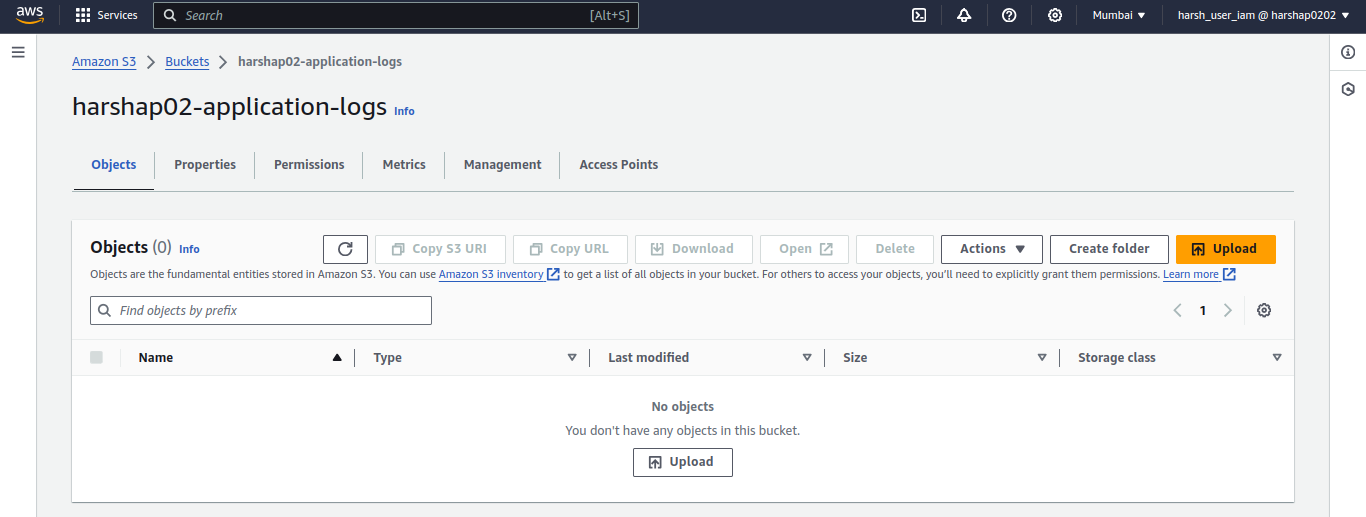 aws Services Search [Alt+S] Mumbai harsh_user_iam @ harshap0202
Amazon S3 Buckets harshap02-application-logs
harshap02-application-logs Info
Objects Properties Permissions Metrics Management Access Points
Objects (0) Info Copy S3 URI Copy URL Download Open Delete Actions Create folder Upload
Objects are the fundamental entities stored in Amazon S3. You can use Amazon S3 inventory to get a list of all objects in your bucket. For others to access your objects, you'll need to explicitly grant them permissions. Learn more
Find objects by prefix 1
Name Type Last modified Size Storage class
No objects
You don't have any objects in this bucket.
Upload